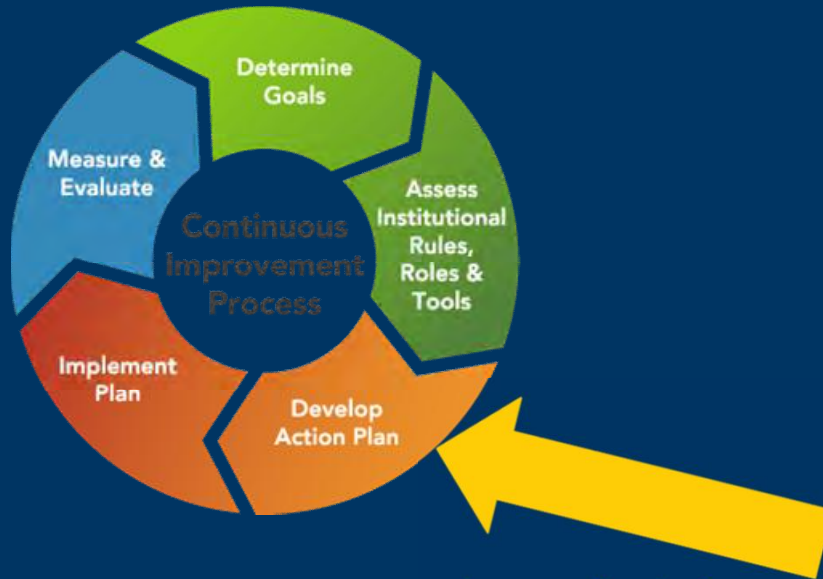 Determine
Goals
Assess
Institutional
Rules,
Roles &
Tools
Develop
Action Plan
Implement
Plan
Measure &
Evaluate
Continuous
Improvement
Process